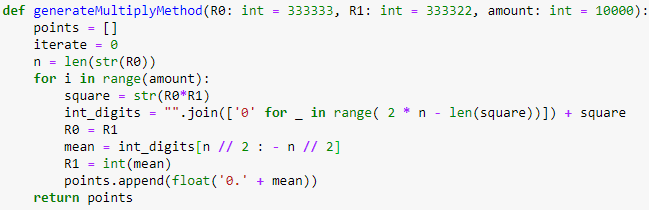 def generateMultiplyMethod(R0: int = 333333, R1: int = 333322, amount: int = 10000):
    points = []
    iterate = 0
    n = len(str(R0))
    for i in range(amount):
        square = str(R0*R1)
        int_digits = "".join(['0' for _ in range( 2 * n - len(square))]) + square
        R0 = R1
        mean = int_digits[n // 2 : - n // 2]
        R1 = int(mean)
        points.append(float('0.' + mean))
    return points